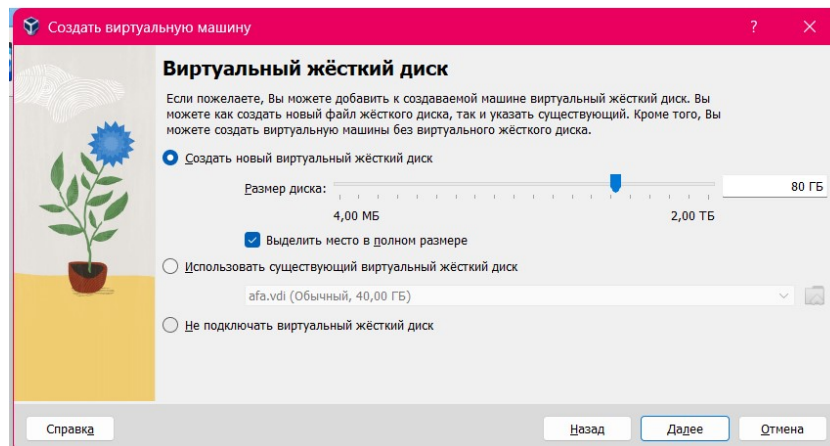 Создать виртуальную машину
Виртуальный жёсткий диск
Если пожелаете, Вы можете добавить к создаваемой машине виртуальный жёсткий диск. Вы
можете как создать новый файл жёсткого диска, так и указать существующий. Кроме того, Вы
можете создать виртуальную машины без виртуального жёсткого диска.
Создать новый виртуальный жёсткий диск
Размер диска: 80 ГБ
4,00 МБ 2,00 ТБ
Выделить место в полном размере
Использовать существующий виртуальный жёсткий диск
afa.vdi (Обычный, 40,00 ГБ)
Не подключать виртуальный жёсткий диск
Справка Назад Далее Отмена